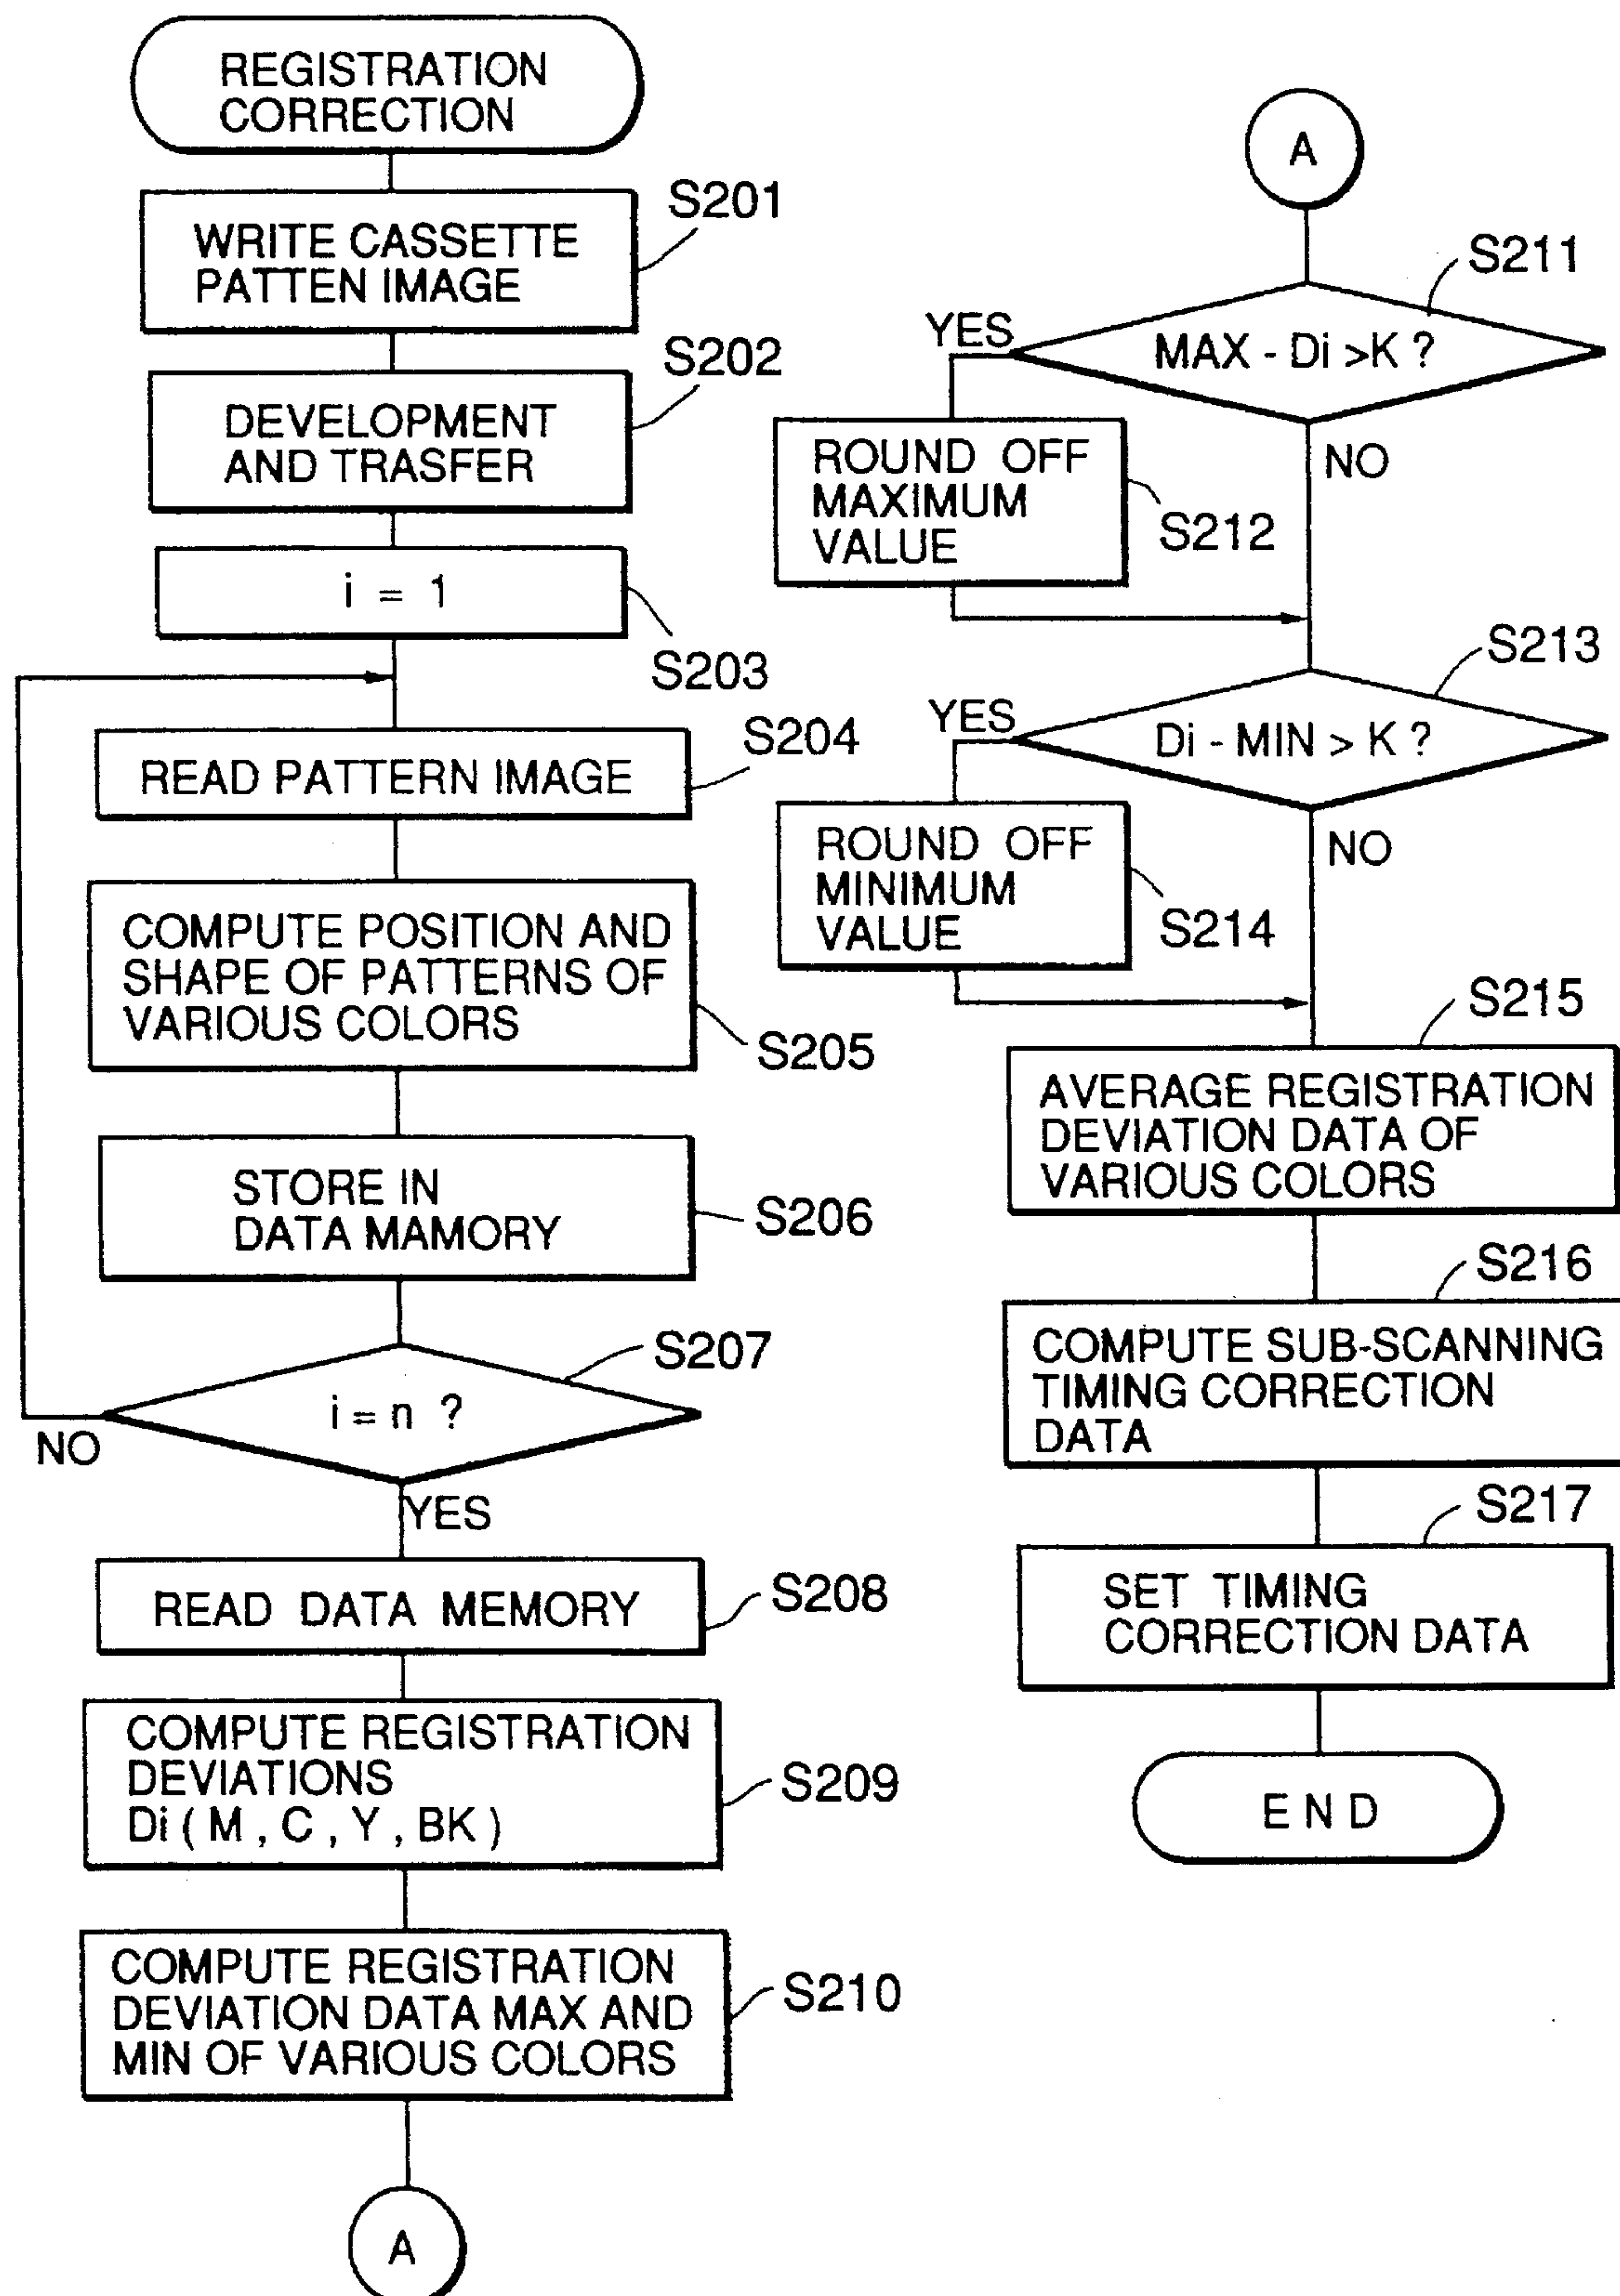 REGISTRATION
CORRECTION
S201
WRITE CASSETTE
PATTEN IMAGE
S202
DEVELOPMENT
AND TRASFER
i = 1
S203
S204
READ PATTERN IMAGE
COMPUTE POSITION AND
SHAPE OF PATTERNS OF
VARIOUS COLORS
S205
STORE IN
DATA MAMORY
S206
S207
i = n ?
NO
YES
READ DATA MEMORY
S208
COMPUTE REGISTRATION
DEVIATIONS
Di ( M , C , Y , BK )
S209
COMPUTE REGISTRATION
DEVIATION DATA MAX AND
MIN OF VARIOUS COLORS
S210
A
A
S211
YES
MAX - Di >K ?
NO
ROUND OFF
MAXIMUM
VALUE
S212
S213
YES
Di - MIN > K ?
NO
ROUND OFF
MINIMUM
VALUE
S214
S215
AVERAGE REGISTRATION
DEVIATION DATA OF
VARIOUS COLORS
S216
COMPUTE SUB-SCANNING
TIMING CORRECTION
DATA
S217
SET TIMING
CORRECTION DATA
E N D